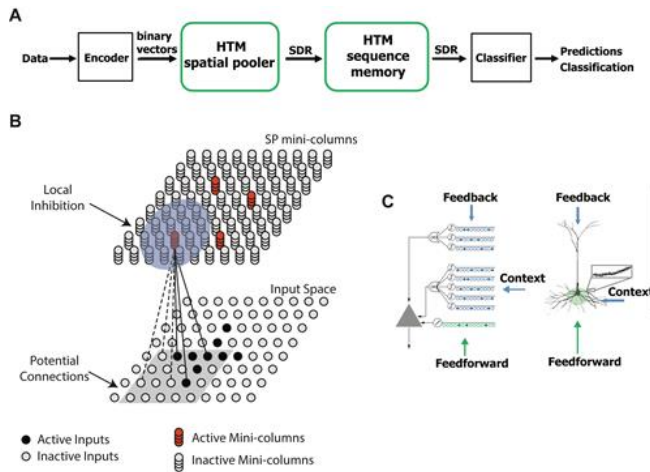 A
Data
Encoder
binary
vectors
HTM
spatial pooler
SDR
HTM
sequence
memory
SDR
Classifier
Predictions
Classification
B
SP mini-columns
Local
Inhibition
Input Space
Potential
Connections
Active Inputs
Inactive Inputs
Active Mini-columns
Inactive Mini-columns
C
Feedback
Context
Feedforward
Feedback
Context
Feedforward